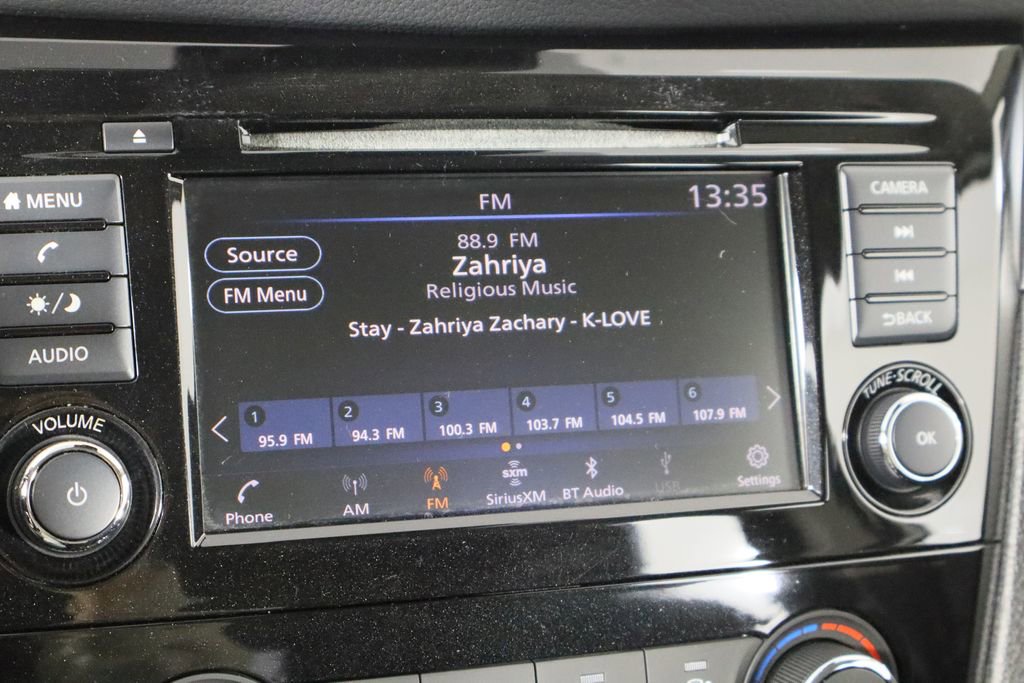 MENU
AUDIO
VOLUME
FM
13:35
Source
FM Menu
88.9 FM
Zahriya
Religious Music
Stay - Zahriya Zachary - K-LOVE
1 95.9 FM
2 94.3 FM
3 100.3 FM
4 103.7 FM
5 104.5 FM
6 107.9 FM
Phone
AM
FM
sxm
SiriusXM
BT Audio
USB
Settings
CAMERA
BACK
TUNE·SCROLL
OK